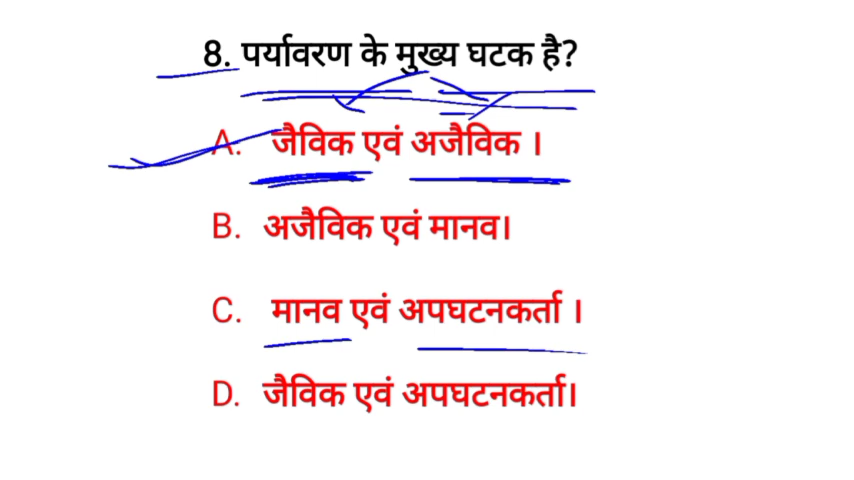 8. पर्यावरण के मुख्य घटक है?
A. जैविक एवं अजैविक ।
B. अजैविक एवं मानव।
C. मानव एवं अपघटनकर्ता ।
D. जैविक एवं अपघटनकर्ता।